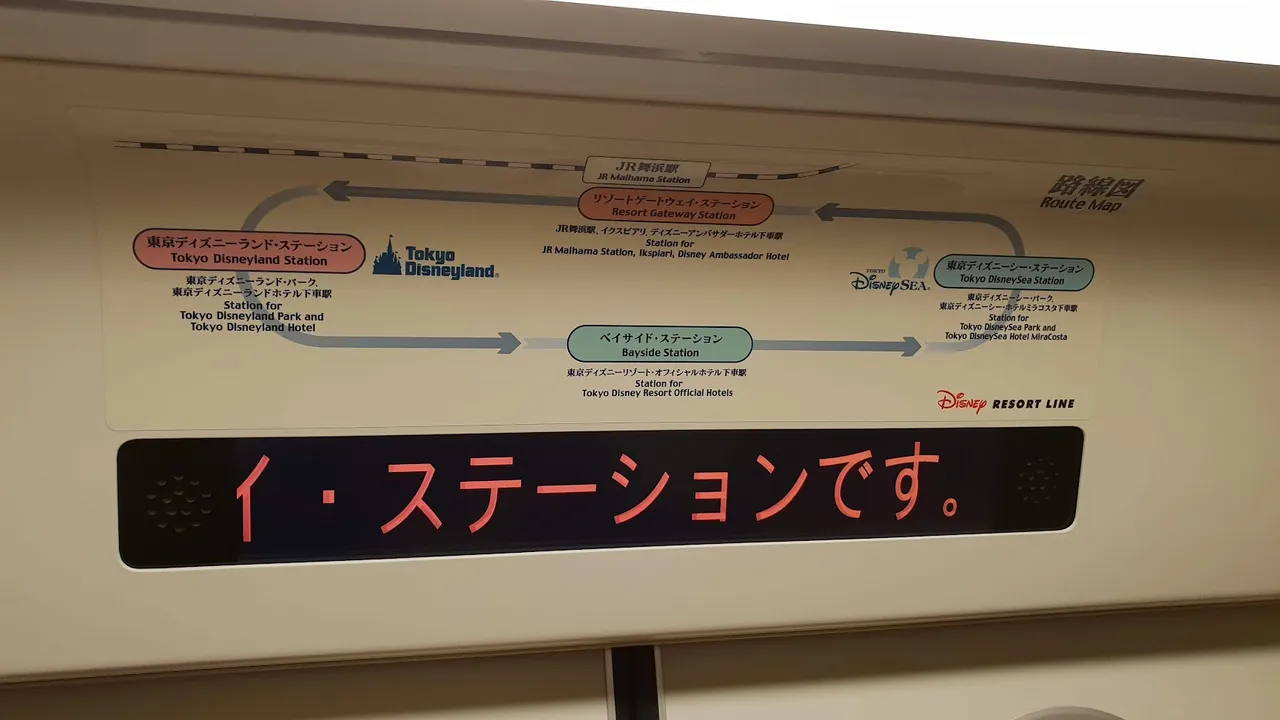 JR舞浜駅
JR Maihama Station
路線図
Route Map
リゾートゲートウェイ・ステーション
Resort Gateway Station
JR舞浜駅、イクスピアリ、ディズニーアンバサダーホテル下車駅
Station for
JR Maihama Station, Ikspiari, Disney Ambassador Hotel
東京ディズニーランド・ステーション
Tokyo Disneyland Station
東京ディズニーランド・パーク、
東京ディズニーランドホテル下車駅
Station for
Tokyo Disneyland Park and
Tokyo Disneyland Hotel
Tokyo
Disneyland®
TOKYO
DISNEYSEA®
東京ディズニーシー・ステーション
Tokyo DisneySea Station
東京ディズニーシー・パーク、
東京ディズニーシー・ホテルミラコスタ下車駅
Station for
Tokyo DisneySea Park and
Tokyo DisneySea Hotel MiraCosta
ベイサイド・ステーション
Bayside Station
東京ディズニーリゾート・オフィシャルホテル下車駅
Station for
Tokyo Disney Resort Official Hotels
Disney RESORT LINE
イ・ステーションです。